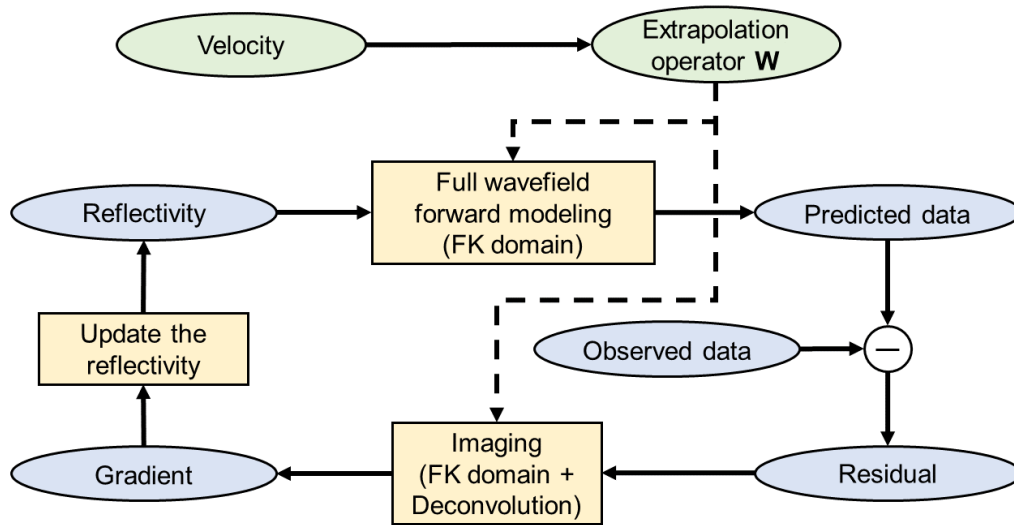 Velocity
Extrapolation
operator W
Full wavefield
forward modeling
(FK domain)
Reflectivity
Predicted data
Update the
reflectivity
Observed data
—
Imaging
(FK domain +
Deconvolution)
Gradient
Residual